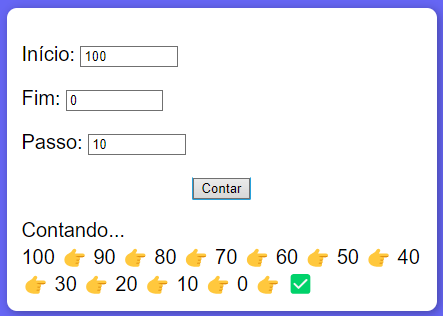 Início: 100
Fim: 0
Passo: 10
Contar
Contando...
100 👉 90 👉 80 👉 70 👉 60 👉 50 👉 40
👉 30 👉 20 👉 10 👉 0 👉 ✅